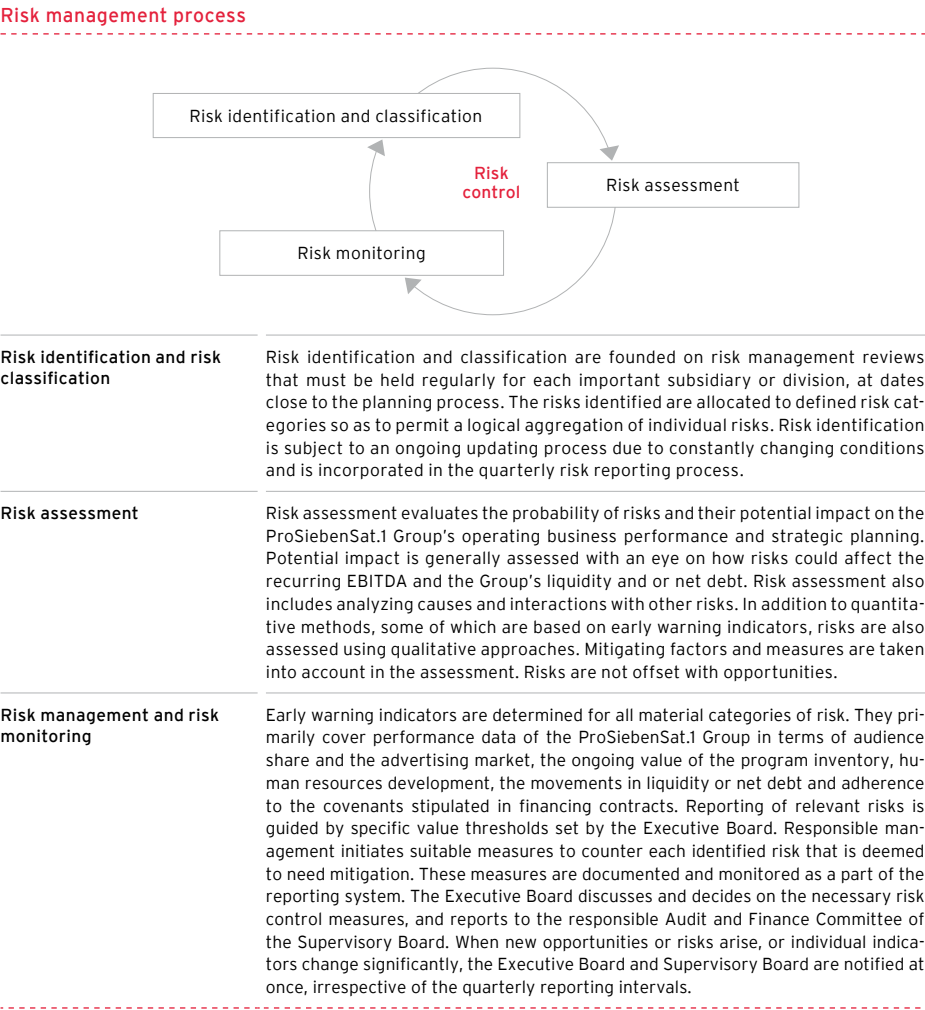 Risk management process
Risk identification and classification
Risk
control
Risk assessment
Risk monitoring
Risk identification and risk
classification
Risk identification and classification are founded on risk management reviews
that must be held regularly for each important subsidiary or division, at dates
close to the planning process. The risks identified are allocated to defined risk cat-
egories so as to permit a logical aggregation of individual risks. Risk identification
is subject to an ongoing updating process due to constantly changing conditions
and is incorporated in the quarterly risk reporting process.
Risk assessment
Risk assessment evaluates the probability of risks and their potential impact on the
ProSiebenSat.1 Group's operating business performance and strategic planning.
Potential impact is generally assessed with an eye on how risks could affect the
recurring EBITDA and the Group's liquidity and or net debt. Risk assessment also
includes analyzing causes and interactions with other risks. In addition to quantita-
tive methods, some of which are based on early warning indicators, risks are also
assessed using qualitative approaches. Mitigating factors and measures are taken
into account in the assessment. Risks are not offset with opportunities.
Risk management and risk
monitoring
Early warning indicators are determined for all material categories of risk. They pri-
marily cover performance data of the ProSiebenSat.1 Group in terms of audience
share and the advertising market, the ongoing value of the program inventory, hu-
man resources development, the movements in liquidity or net debt and adherence
to the covenants stipulated in financing contracts. Reporting of relevant risks is
guided by specific value thresholds set by the Executive Board. Responsible man-
agement initiates suitable measures to counter each identified risk that is deemed
to need mitigation. These measures are documented and monitored as a part of the
reporting system. The Executive Board discusses and decides on the necessary risk
control measures, and reports to the responsible Audit and Finance Committee of
the Supervisory Board. When new opportunities or risks arise, or individual indica-
tors change significantly, the Executive Board and Supervisory Board are notified at
once, irrespective of the quarterly reporting intervals.